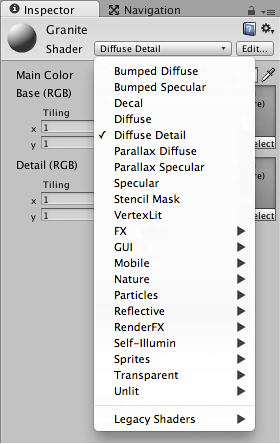 Inspector
Navigation
Granite
Shader
Diffuse Detail
Edit...
Main Color
Base (RGB)
Tiling
x 1
y 1
elect
Detail (RGB)
Tiling
x 1
y 1
elect
Bumped Diffuse
Bumped Specular
Decal
Diffuse
✓ Diffuse Detail
Parallax Diffuse
Parallax Specular
Specular
Stencil Mask
VertexLit
FX
GUI
Mobile
Nature
Particles
Reflective
RenderFX
Self-Illumin
Sprites
Transparent
Unlit
Legacy Shaders